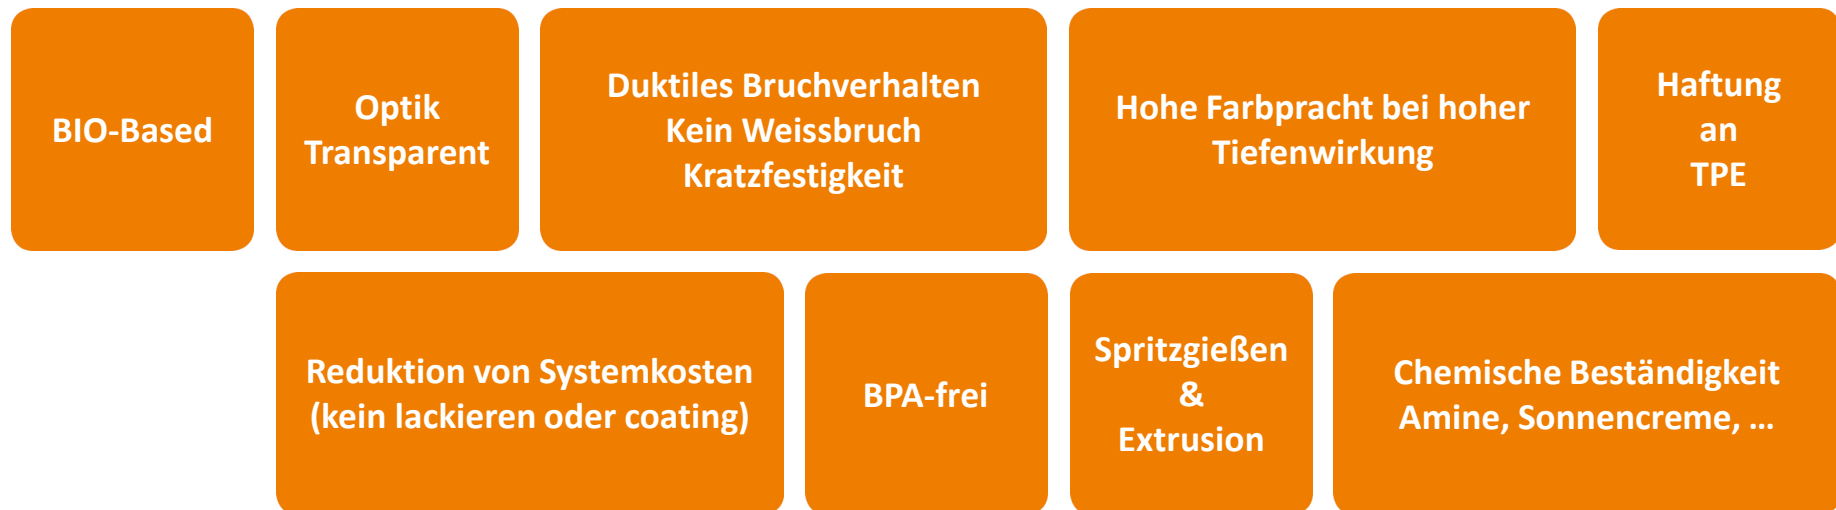 BIO-Based
Optik
Transparent
Duktiles Bruchverhalten
Kein Weissbruch
Kratzfestigkeit
Hohe Farbpracht bei hoher
Tiefenwirkung
Haftung
an
TPE
Reduktion von Systemkosten
(kein lackieren oder coating)
BPA-frei
Spritzgießen
&
Extrusion
Chemische Beständigkeit
Amine, Sonnencreme, ...